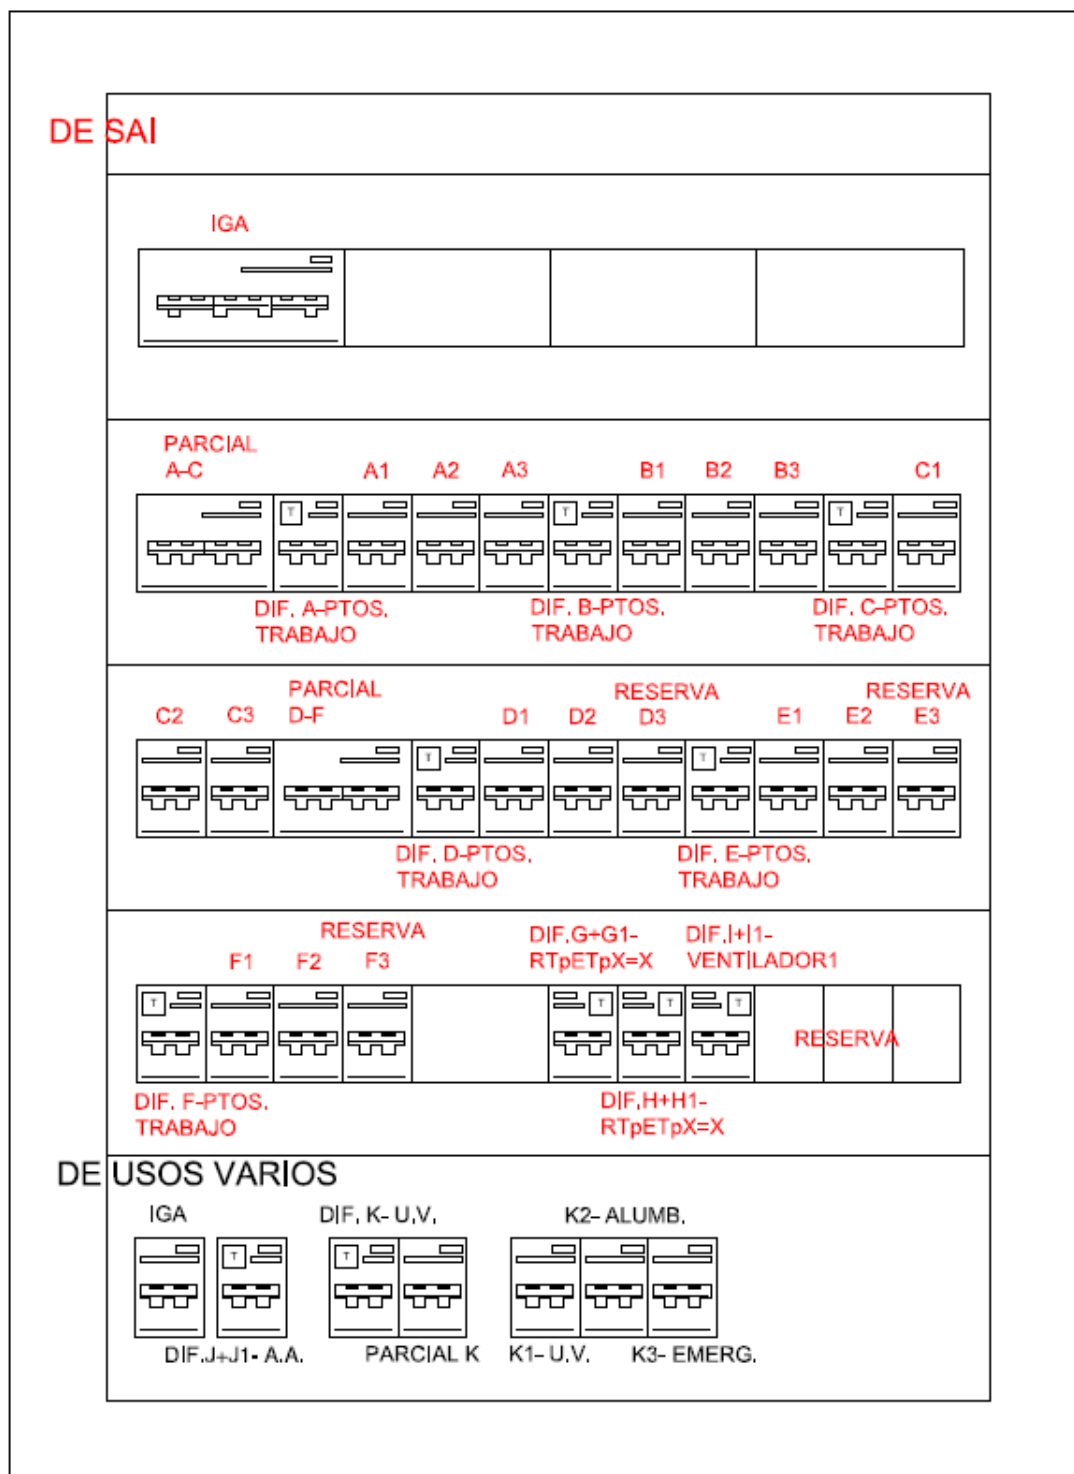 DE SAI
IGA
PARCIAL
A-C
A1
A2
A3
B1
B2
B3
C1
T
T
T
DIF. A-PTOS.
TRABAJO
DIF. B-PTOS.
TRABAJO
DIF. C-PTOS.
TRABAJO
C2
C3
PARCIAL
D-F
D1
D2
RESERVA
D3
E1
E2
RESERVA
E3
T
T
DIF. D-PTOS.
TRABAJO
DIF. E-PTOS.
TRABAJO
F1
F2
RESERVA
F3
DIF.G+G1-
RTpETpX=X
DIF.I+I1-
VENTILADOR1
T
T
T
T
RESERVA
DIF. F-PTOS.
TRABAJO
DIF.H+H1-
RTpETpX=X
DE USOS VARIOS
IGA
DIF. K- U.V.
K2- ALUMB.
T
T
DIF.J+J1- A.A.
PARCIAL K
K1- U.V.
K3- EMERG.